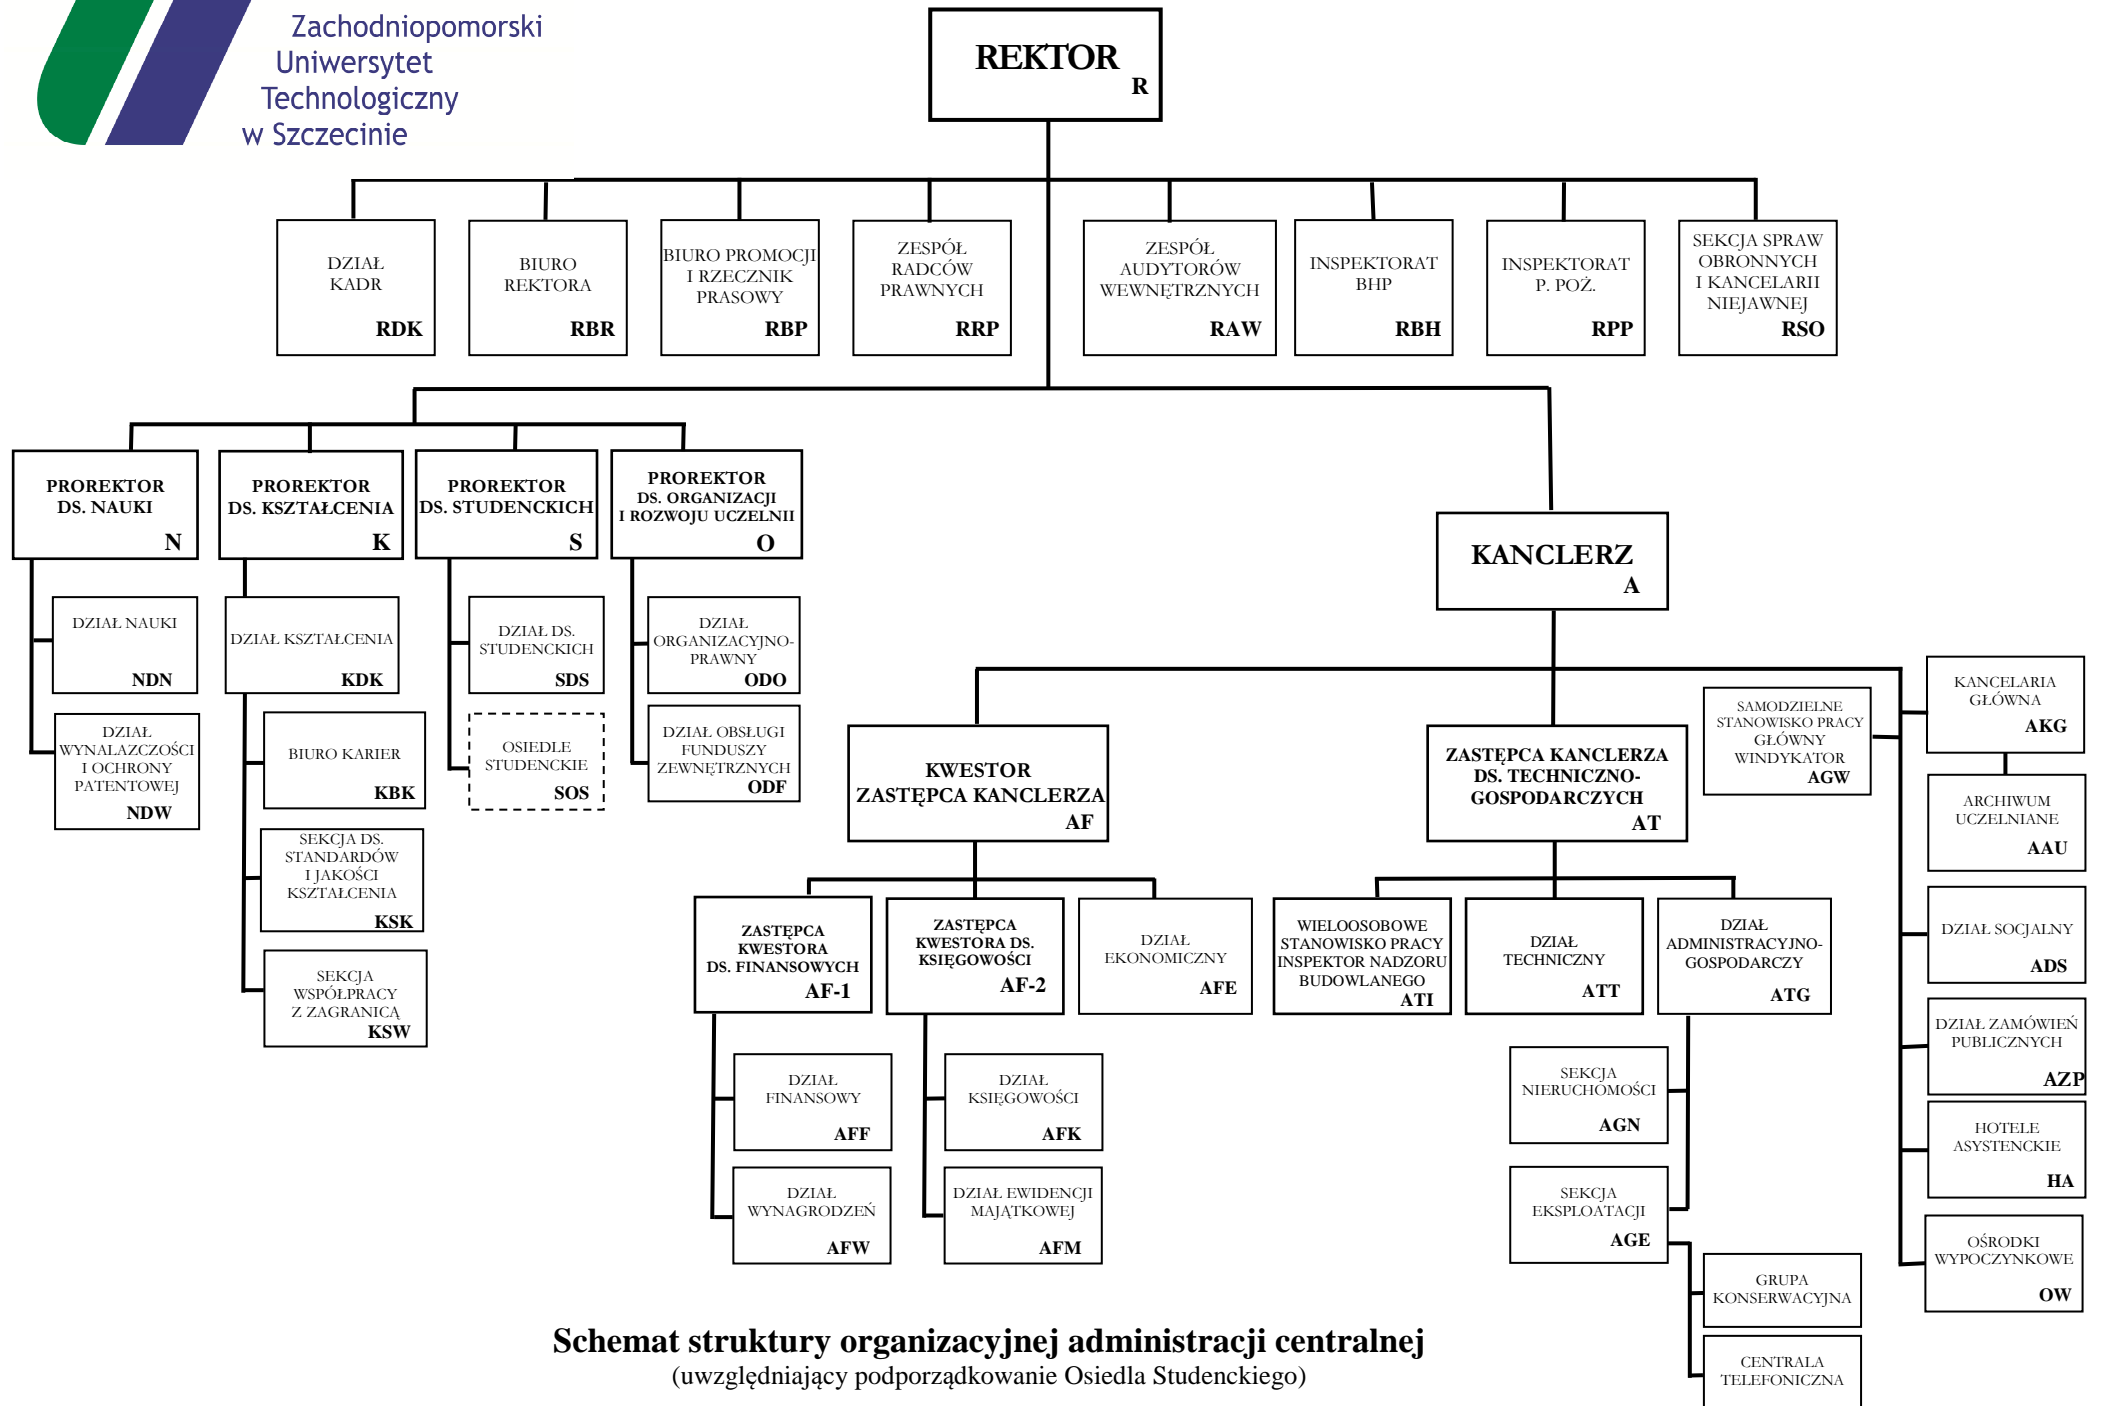 Zachodniopomorski
Uniwersytet
Technologiczny
w Szczecinie
REKTOR
R
DZIAŁ
KADR
RDK
BIURO
REKTORA
RBR
BIURO PROMOCJI
I RZECZNIK
PRASOWY
RBP
ZESPÓŁ
RADCÓW
PRAWNYCH
RRP
ZESPÓŁ
AUDYTORÓW
WEWNĘTRZNYCH
RAW
INSPEKTORAT
BHP
RBH
INSPEKTORAT
P. POŻ.
RPP
SEKCJA SPRAW
OBRONNYCH
I KANCELARII
NIEJAWNEJ
RSO
PROREKTOR
DS. NAUKI
N
PROREKTOR
DS. KSZTAŁCENIA
K
PROREKTOR
DS. STUDENCKICH
S
PROREKTOR
DS. ORGANIZACJI
I ROZWOJU UCZELNII
O
KANCLERZ
A
DZIAŁ NAUKI
NDN
DZIAŁ
WYNALAZCZOŚCI
I OCHRONY
PATENTOWEJ
NDW
DZIAŁ KSZTAŁCENIA
KDK
BIURO KARIER
KBK
SEKCJA DS.
STANDARDÓW
I JAKOŚCI
KSZTAŁCENIA
KSK
SEKCJA
WSPÓŁPRACY
Z ZAGRANICĄ
KSW
DZIAŁ DS.
STUDENCKICH
SDS
OSIEDLE
STUDENCKIE
SOS
DZIAŁ
ORGANIZACYJNO-
PRAWNY
ODO
DZIAŁ OBSŁUGI
FUNDUSZY
ZEWNĘTRZNYCH
ODF
KWESTOR
ZASTĘPCA KANCLERZA
AF
ZASTĘPCA KANCLERZA
DS. TECHNICZNO-
GOSPODARCZYCH
AT
SAMODZIELNE
STANOWISKO PRACY
GŁÓWNY
WINDYKATOR
AGW
KANCELARIA
GŁÓWNA
AKG
ARCHIWUM
UCZELNIANE
AAU
DZIAŁ SOCJALNY
ADS
DZIAŁ ZAMÓWIEŃ
PUBLICZNYCH
AZP
HOTELE
ASYSTENCKIE
HA
OŚRODKI
WYPOCZYNKOWE
OW
ZASTĘPCA
KWESTORA
DS. FINANSOWYCH
AF-1
ZASTĘPCA
KWESTORA DS.
KSIĘGOWOŚCI
AF-2
DZIAŁ
EKONOMICZNY
AFE
WIELOOSOBOWE
STANOWISKO PRACY
INSPEKTOR NADZORU
BUDOWLANEGO
ATI
DZIAŁ
TECHNICZNY
ATT
DZIAŁ
ADMINISTRACYJNO-
GOSPODARCZY
ATG
DZIAŁ
FINANSOWY
AFF
DZIAŁ
WYNAGRODZEŃ
AFW
DZIAŁ
KSIĘGOWOŚCI
AFK
DZIAŁ EWIDENCJI
MAJĄTKOWEJ
AFM
SEKCJA
NIERUCHOMOŚCI
AGN
SEKCJA
EKSPLOATACJI
AGE
GRUPA
KONSERWACYJNA
CENTRALA
TELEFONICZNA
Schemat struktury organizacyjnej administracji centralnej
(uwzględniający podporządkowanie Osiedla Studenckiego)